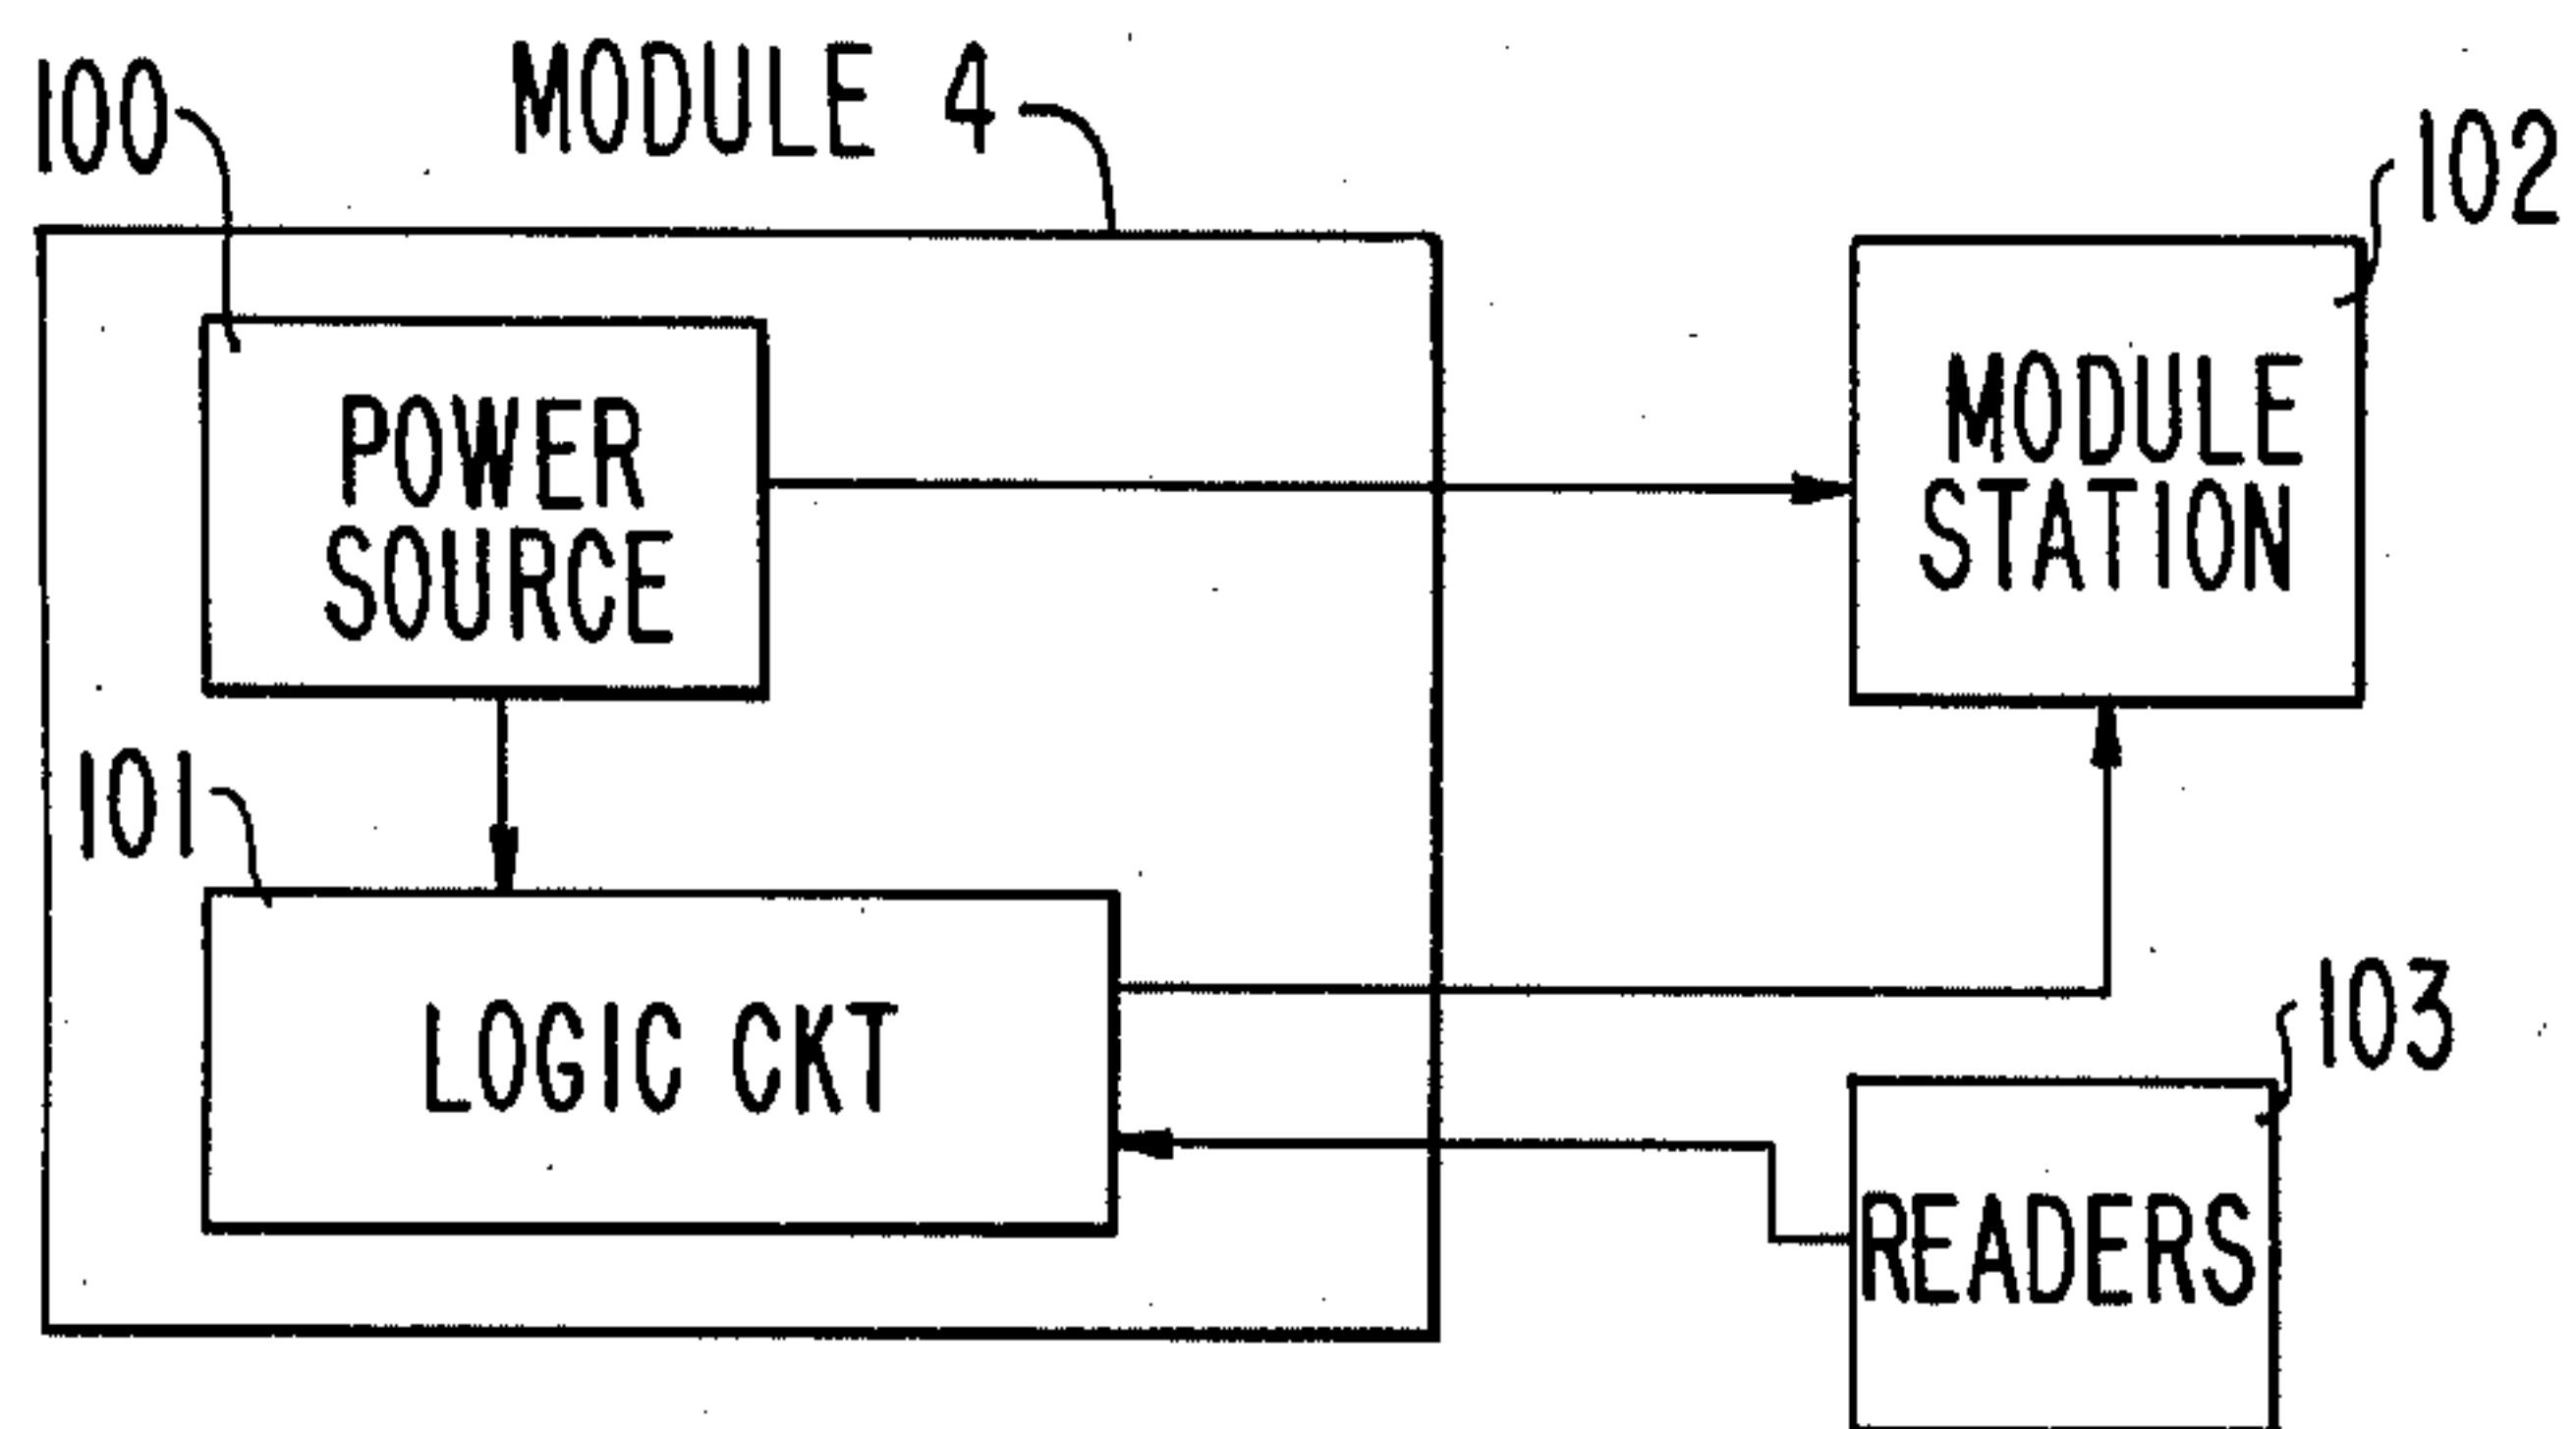 100
MODULE 4
102
POWER
SOURCE
MODULE
STATION
101
LOGIC CKT
103
READERS